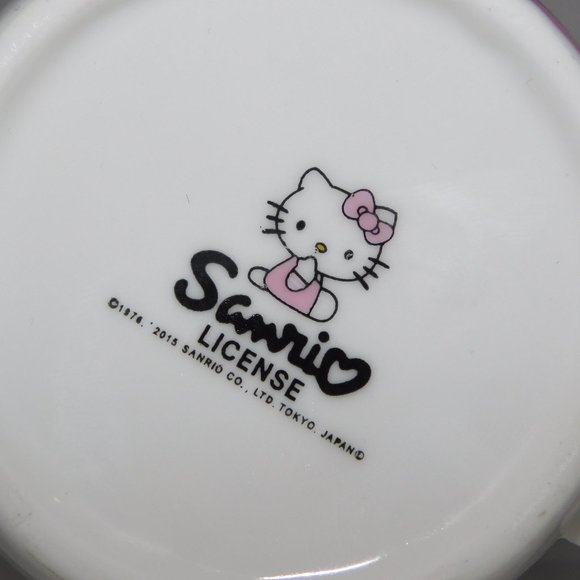 Sanrio
LICENSE
©1976, '2015 SANRIO CO., LTD. TOKYO, JAPAN Ⓛ